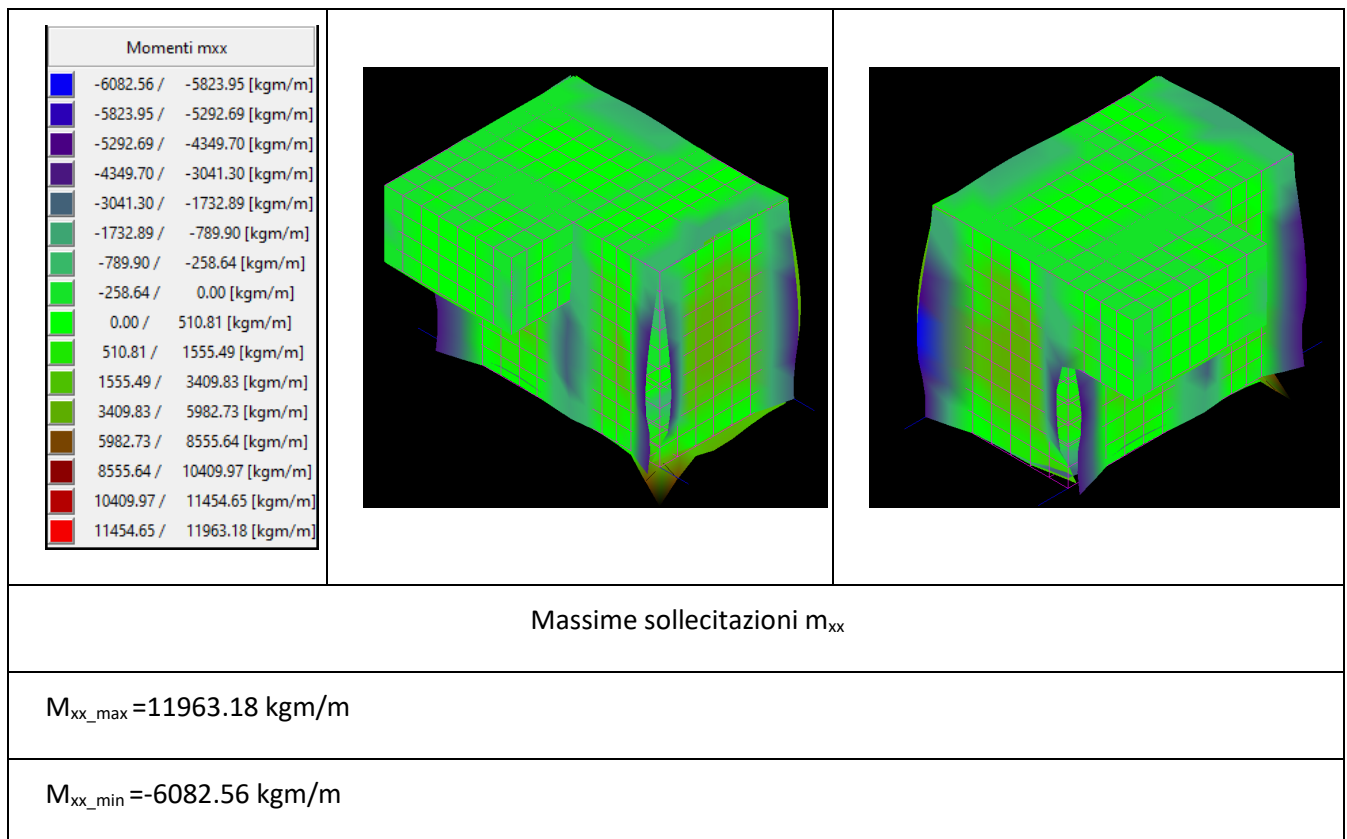 Momenti mxx
-6082.56 / -5823.95 [kgm/m]
-5823.95 / -5292.69 [kgm/m]
-5292.69 / -4349.70 [kgm/m]
-4349.70 / -3041.30 [kgm/m]
-3041.30 / -1732.89 [kgm/m]
-1732.89 / -789.90 [kgm/m]
-789.90 / -258.64 [kgm/m]
-258.64 / 0.00 [kgm/m]
0.00 / 510.81 [kgm/m]
510.81 / 1555.49 [kgm/m]
1555.49 / 3409.83 [kgm/m]
3409.83 / 5982.73 [kgm/m]
5982.73 / 8555.64 [kgm/m]
8555.64 / 10409.97 [kgm/m]
10409.97 / 11454.65 [kgm/m]
11454.65 / 11963.18 [kgm/m]
Massime sollecitazioni mxx
Mxx_max =11963.18 kgm/m
Mxx_min =-6082.56 kgm/m